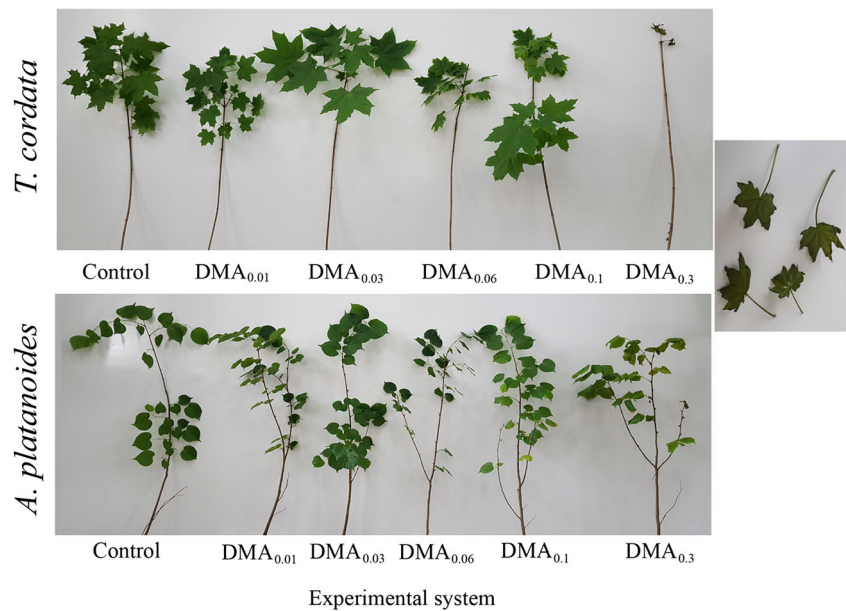 T. cordata
Control DMA0.01 DMA0.03 DMA0.06 DMA0.1 DMA0.3
A. platanoides
Control DMA0.01 DMA0.03 DMA0.06 DMA0.1 DMA0.3
Experimental system